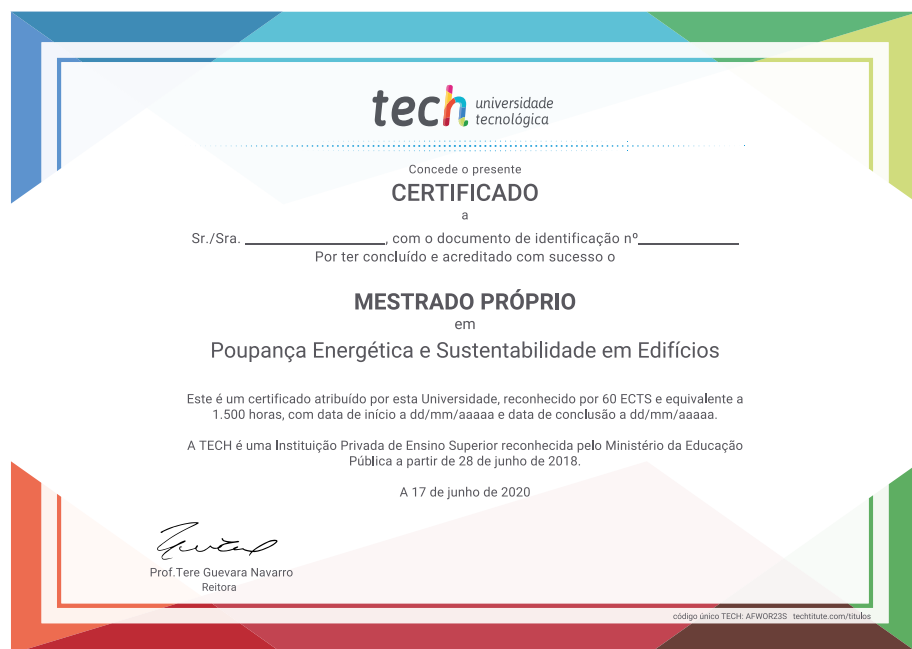 tech universidade
tecnológica
Concede o presente
CERTIFICADO
a
Sr./Sra. ________________, com o documento de identificação nº____________
Por ter concluído e acreditado com sucesso o
MESTRADO PRÓPRIO
em
Poupança Energética e Sustentabilidade em Edifícios
Este é um certificado atribuído por esta Universidade, reconhecido por 60 ECTS e equivalente a
1.500 horas, com data de início a dd/mm/aaaaa e data de conclusão a dd/mm/aaaaa.
A TECH é uma Instituição Privada de Ensino Superior reconhecida pelo Ministério da Educação
Pública a partir de 28 de junho de 2018.
A 17 de junho de 2020
Prof.Tere Guevara Navarro
Reitora
código único TECH: AFWOR23S techtitute.com/titulos